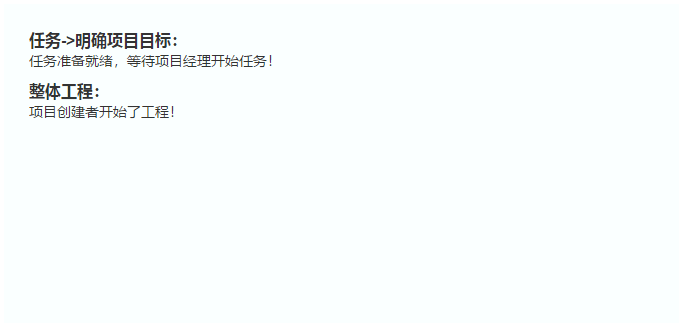 任务->明确项目目标：
任务准备就绪，等待项目经理开始任务！
整体工程：
项目创建者开始了工程！